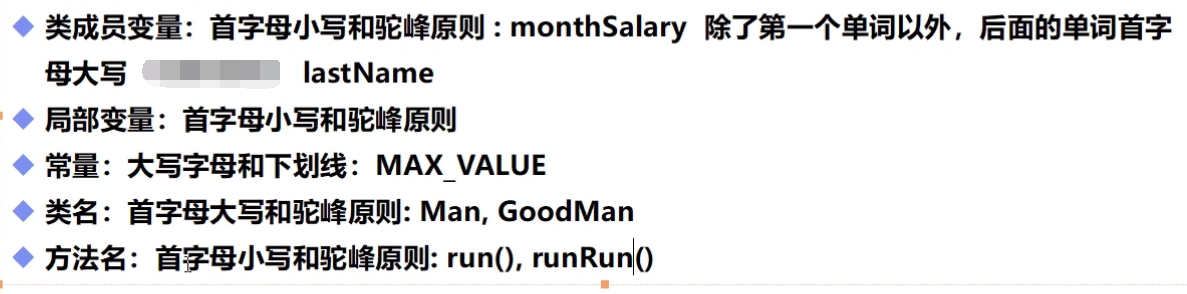 类成员变量：首字母小写和驼峰原则 : monthSalary 除了第一个单词以外，后面的单词首字
母大写 lastName
局部变量：首字母小写和驼峰原则
常量：大写字母和下划线：MAX_VALUE
类名：首字母大写和驼峰原则: Man, GoodMan
方法名：首字母小写和驼峰原则: run(), runRun()